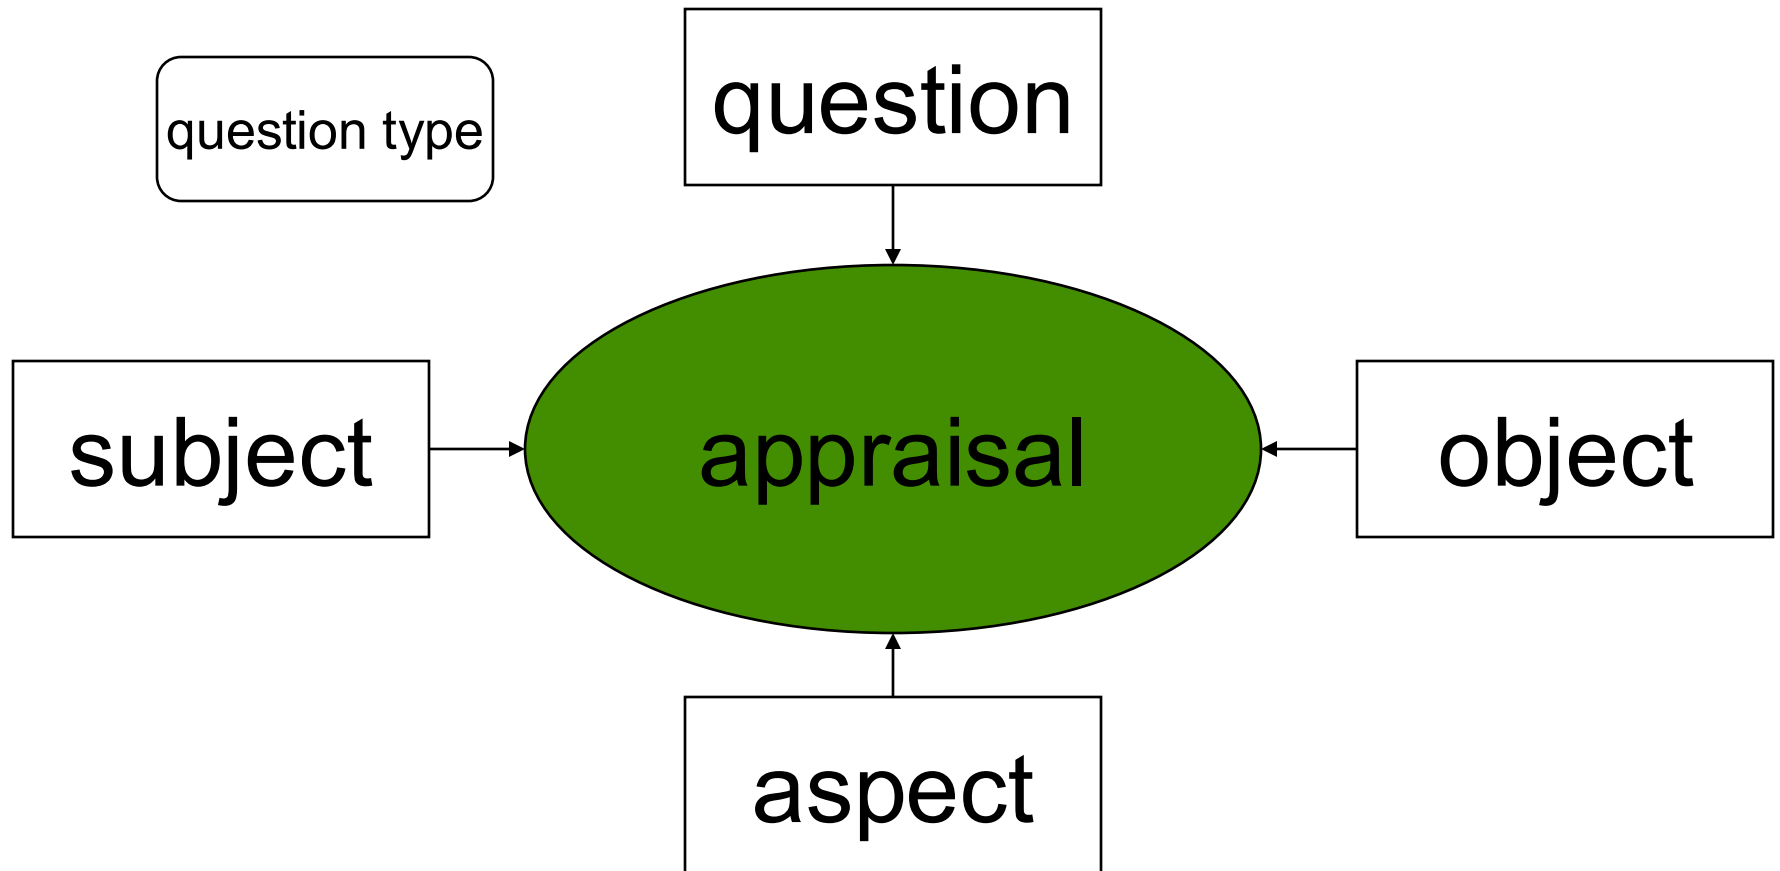 question
question type
subject
appraisal
object
aspect